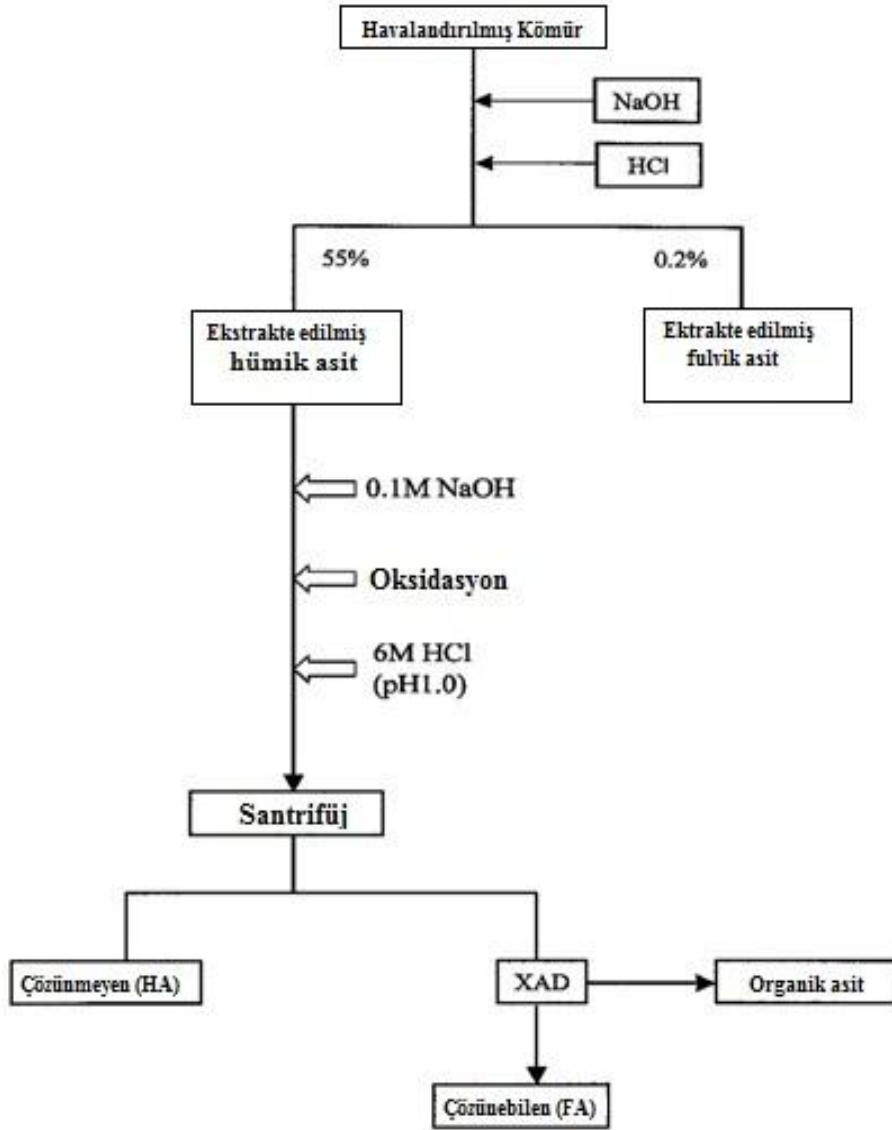 Havalandırılmış Kömür
NaOH
HCl
55%
0.2%
Ekstrakte edilmiş
hümik asit
Ektrakte edilmiş
fulvik asit
0.1M NaOH
Oksidasyon
6M HCl
(pH1.0)
Santrifüj
Çözünmeyen (HA)
XAD
Organik asit
Çözünebilen (FA)